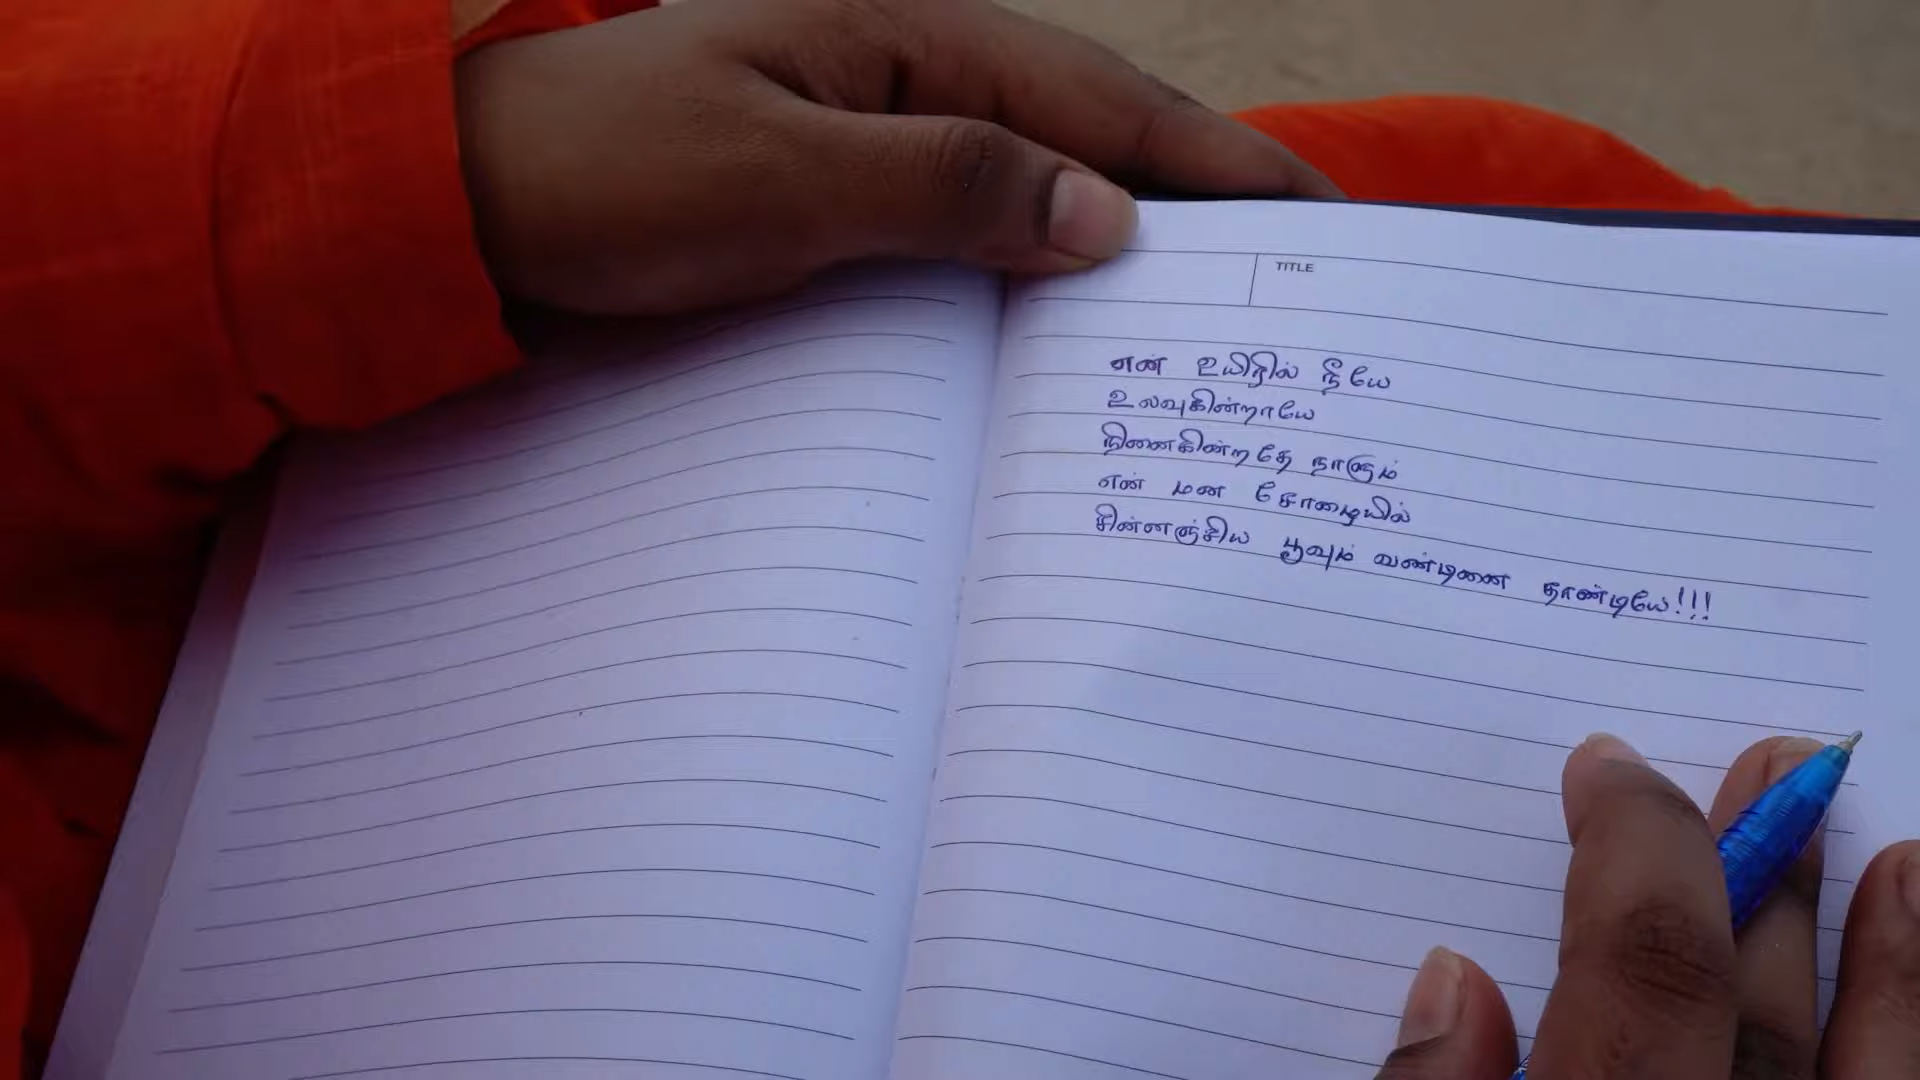 TITLE
என் உயிரில் நீயே
உலவுகின்றாயே
நினைகின்றதே நாளும்
என் மன சோழையில்
சின்னஞ்சிய பூவும் வண்டினை தாண்டியே!!!